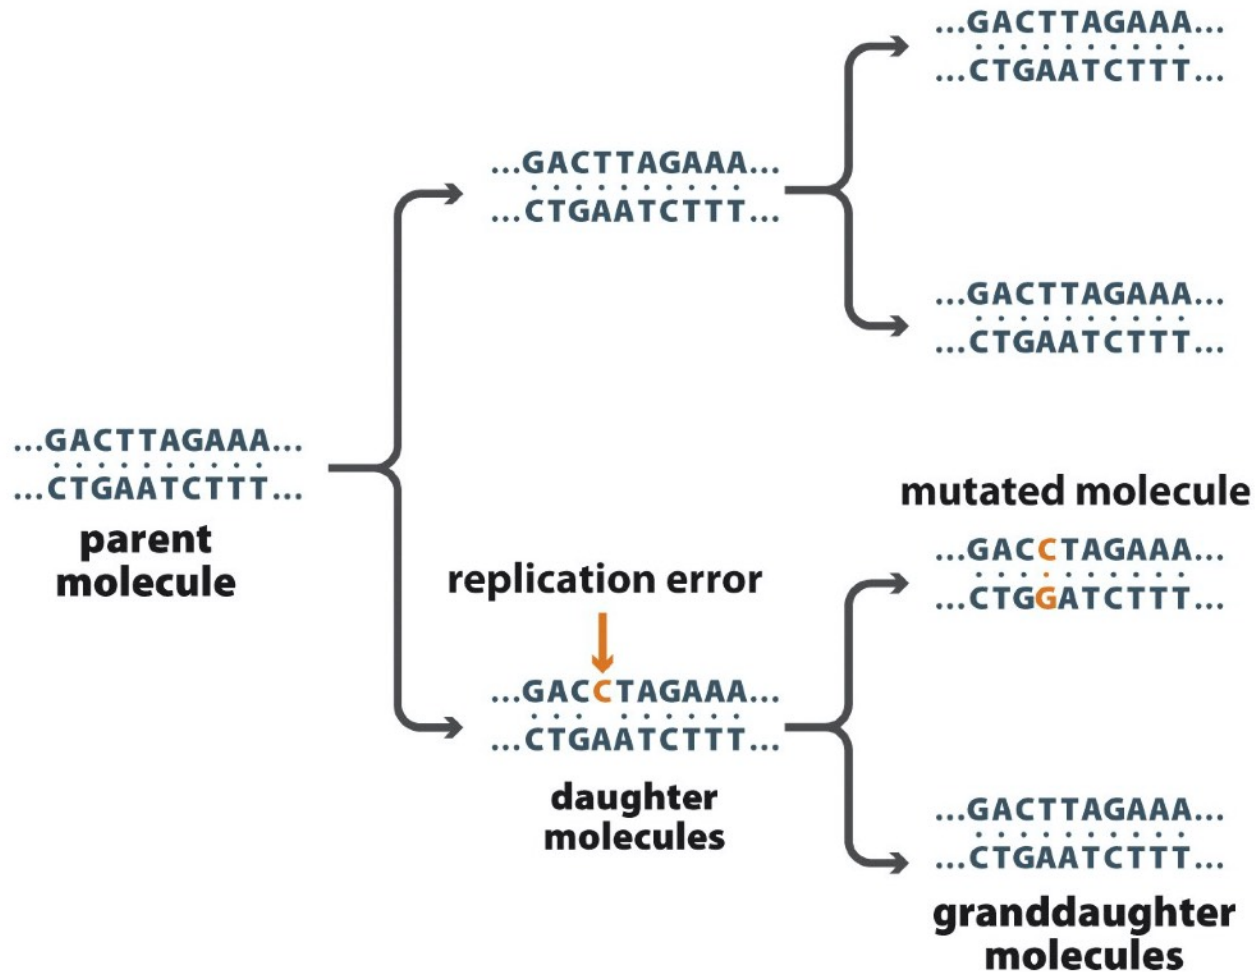 ...GACTTAGAAA...
...CTGAATCTTT...
...GACTTAGAAA...
...CTGAATCTTT...
...GACTTAGAAA...
...CTGAATCTTT...
...GACTTAGAAA...
...CTGAATCTTT...
parent
molecule
mutated molecule
...GACCTAGAAA...
...CTGGATCTTT...
replication error
...GACCTAGAAA...
...CTGAATCTTT...
daughter
molecules
...GACTTAGAAA...
...CTGAATCTTT...
granddaughter
molecules